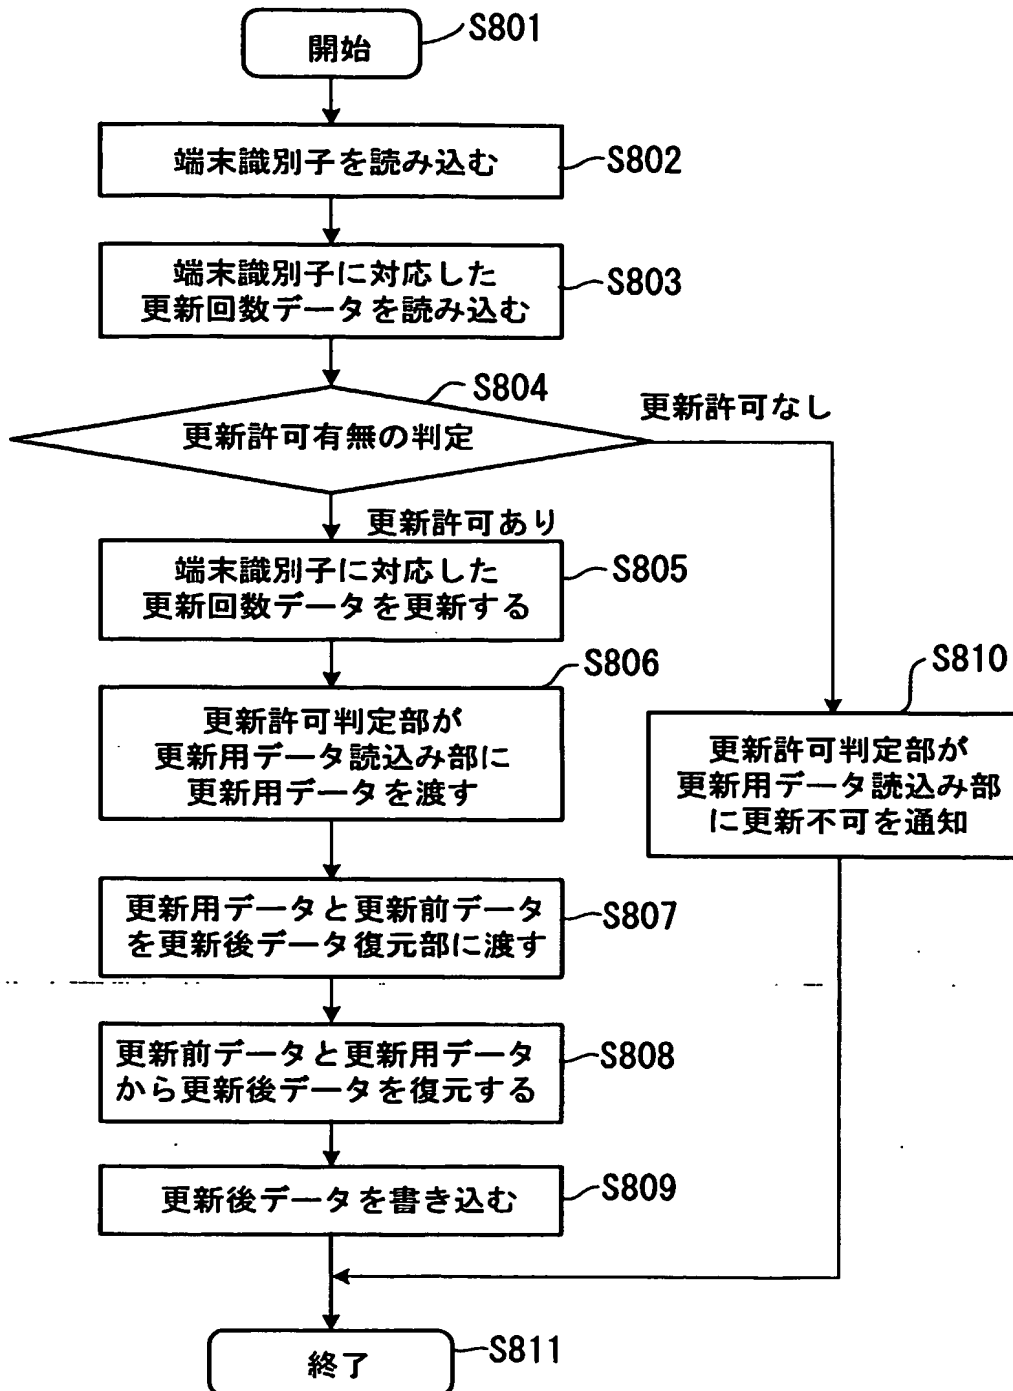 開始
S801
端末識別子を読み込む
S802
端末識別子に対応した
更新回数データを読み込む
S803
S804
更新許可有無の判定
更新許可なし
更新許可あり
端末識別子に対応した
更新回数データを更新する
S805
S806
更新許可判定部が
更新用データ読込み部に
更新用データを渡す
S810
更新許可判定部が
更新用データ読込み部
に更新不可を通知
更新用データと更新前データ
を更新後データ復元部に渡す
S807
更新前データと更新用データ
から更新後データを復元する
S808
更新後データを書き込む
S809
終了
S811